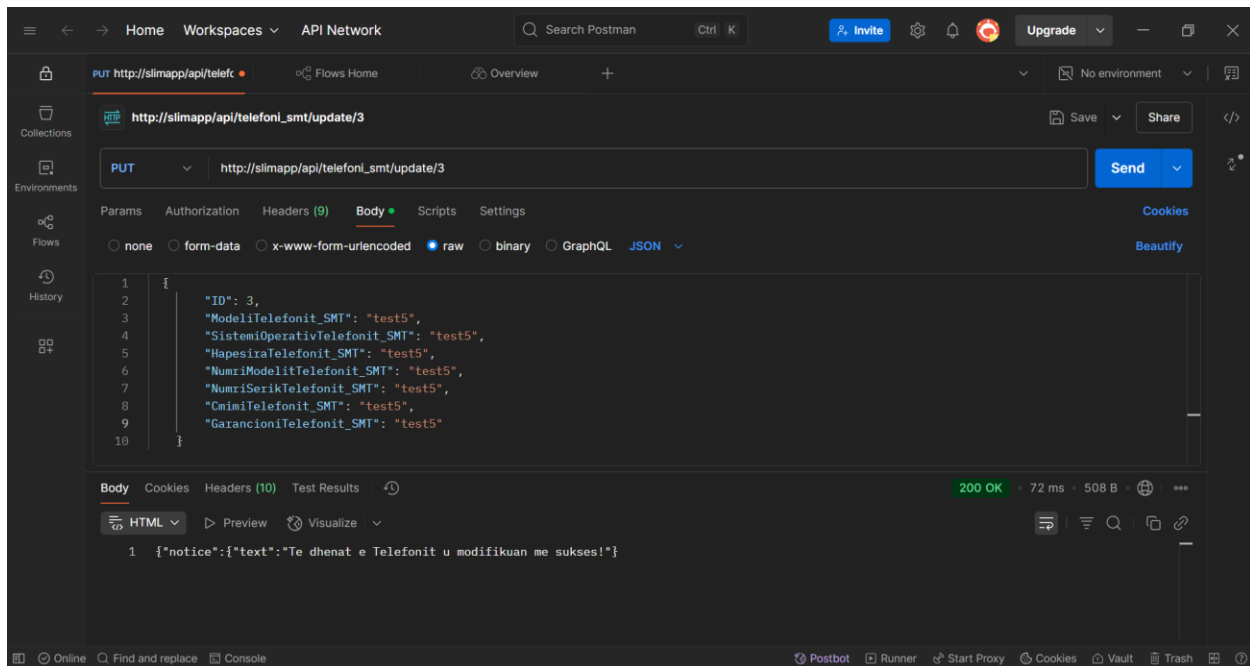 Home Workspaces API Network Search Postman Ctrl K Invite Upgrade
PUT http://slimapp/api/telefc Flows Home Overview No environment
HTTP http://slimapp/api/telefoni_smt/update/3 Save Share
Collections
PUT http://slimapp/api/telefoni_smt/update/3 Send
Environments
Params Authorization Headers (9) Body Scripts Settings Cookies
Flows
none form-data x-www-form-urlencoded raw binary GraphQL JSON Beautify
History
1 {
2 "ID": 3,
3 "ModeliTelefonit_SMT": "test5",
4 "SistemiOperativTelefonit_SMT": "test5",
5 "HapesiraTelefonit_SMT": "test5",
6 "NumriModelitTelefonit_SMT": "test5",
7 "NumriSerikTelefonit_SMT": "test5",
8 "CmimiTelefonit_SMT": "test5",
9 "GarancioniTelefonit_SMT": "test5"
10 }
Body Cookies Headers (10) Test Results 200 OK 72 ms 508 B
HTML Preview Visualize
1 {"notice":{"text":"Te dhenat e Telefonit u modifikuan me sukses!"}
Online Find and replace Console Postbot Runner Start Proxy Cookies Vault Trash